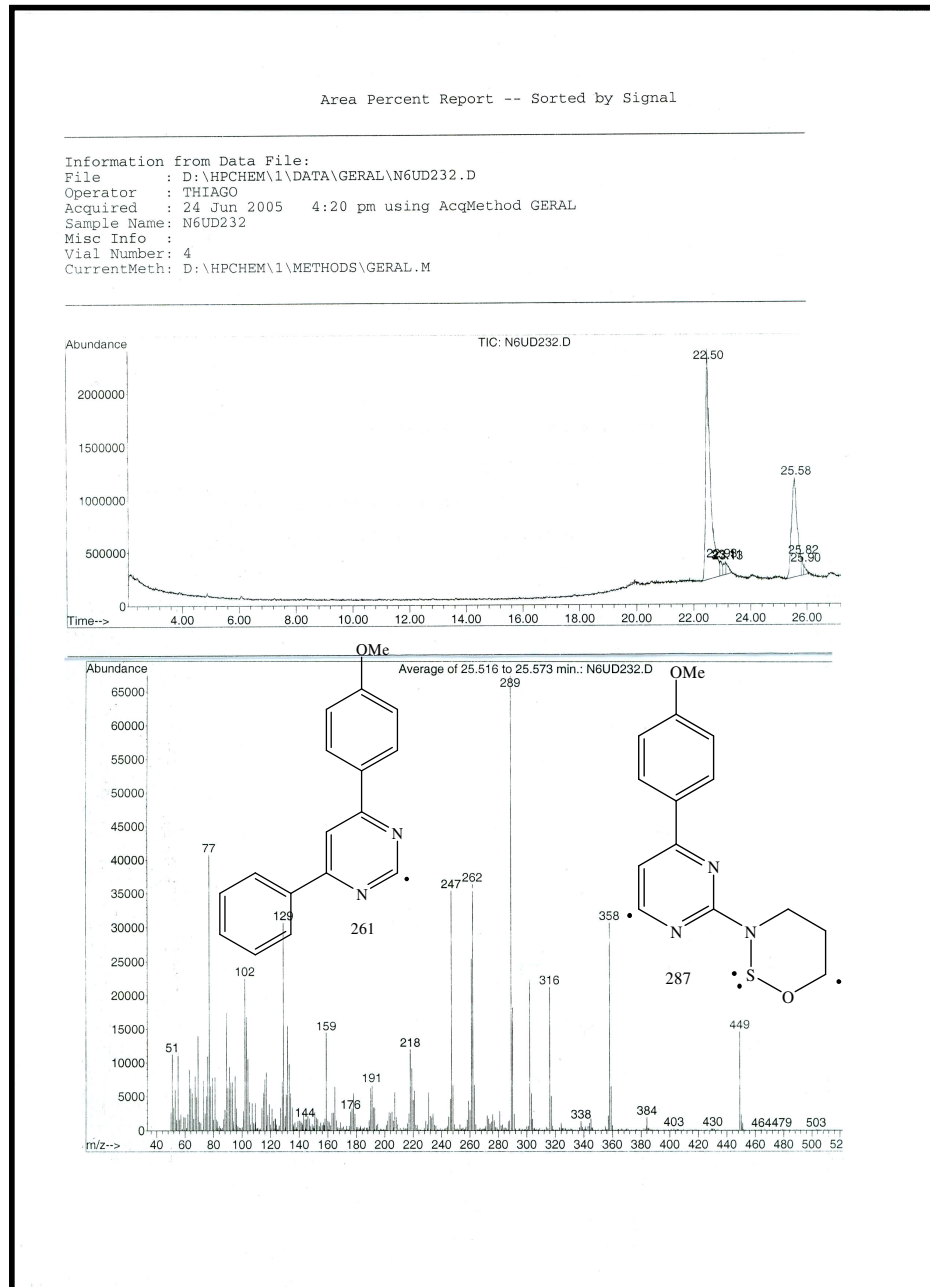 Area Percent Report -- Sorted by Signal
Information from Data File:
File : D:\HPCHEM\1\DATA\GERAL\N6UD232.D
Operator : THIAGO
Acquired : 24 Jun 2005 4:20 pm using AcqMethod GERAL
Sample Name: N6UD232
Misc Info :
Vial Number: 4
CurrentMeth: D:\HPCHEM\1\METHODS\GERAL.M
Abundance
TIC: N6UD232.D
22.50
2000000
1500000
25.58
1000000
500000
25.82
23.13
25.90
0
Time-->
4.00 6.00 8.00 10.00 12.00 14.00 16.00 18.00 20.00 22.00 24.00 26.00
OMe
Abundance
Average of 25.516 to 25.573 min.: N6UD232.D
289
OMe
65000
60000
55000
50000
45000
40000
77
N
N
35000
247 262
N
261
30000
129
358
N
N
N
S
O
287
25000
102
316
20000
15000
159
449
51
218
10000
191
5000
144
176
338
384
403
430
464479
503
0
m/z-->
40 60 80 100 120 140 160 180 200 220 240 260 280 300 320 340 360 380 400 420 440 460 480 500 52